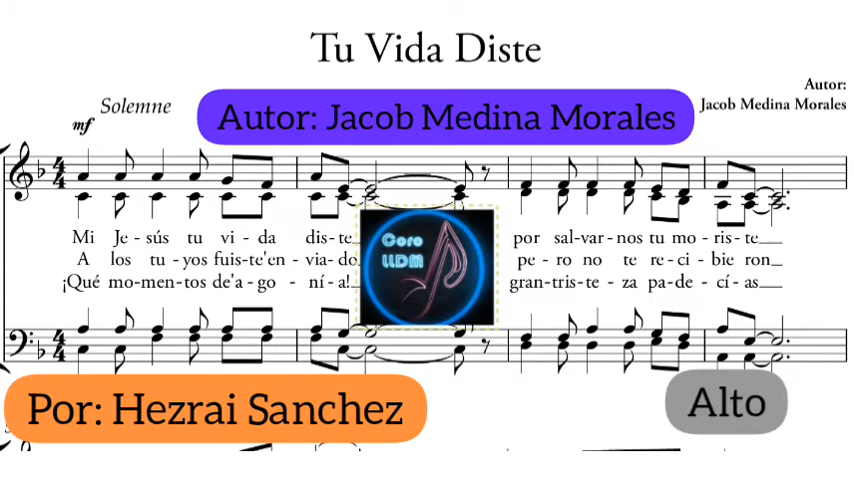 Tu Vida Diste
Autor:
Jacob Medina Morales
Solemne
Autor: Jacob Medina Morales
mf
Mi Je - sús tu vi - da dis - te por sal - var - nos tu mo - ris - te
A los tu - yos fuis - te'en - via - do pe - ro no te re - ci - bie ron
¡Qué mo - men - tos de'a - go - ní - a! gran - tris - te - za pa - de - cí - as
Coro
LLDM
Por: Hezrai Sanchez
Alto